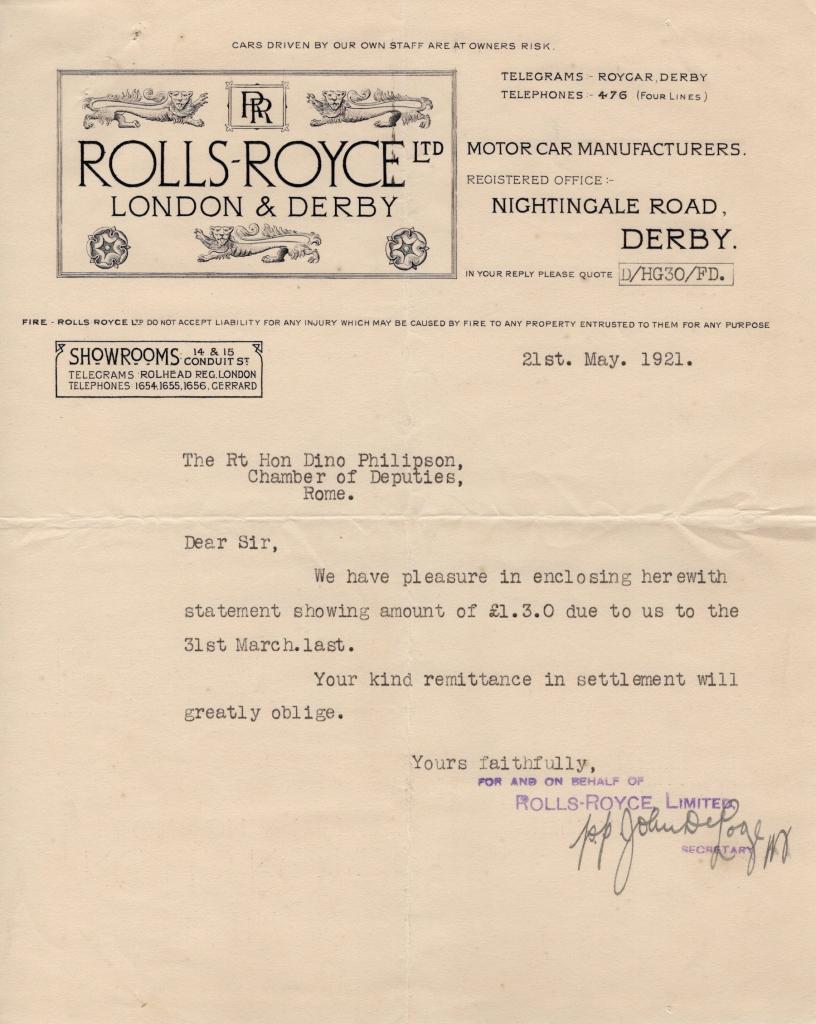 CARS DRIVEN BY OUR OWN STAFF ARE AT OWNERS RISK.
RR
ROLLS-ROYCE LTD
LONDON & DERBY
TELEGRAMS - ROYCAR, DERBY
TELEPHONES - 476 (FOUR LINES)
MOTOR CAR MANUFACTURERS.
REGISTERED OFFICE:-
NIGHTINGALE ROAD,
DERBY.
IN YOUR REPLY PLEASE QUOTE D/HG30/FD.
FIRE - ROLLS ROYCE LTD DO NOT ACCEPT LIABILITY FOR ANY INJURY WHICH MAY BE CAUSED BY FIRE TO ANY PROPERTY ENTRUSTED TO THEM FOR ANY PURPOSE
SHOWROOMS 14 & 15 CONDUIT ST
TELEGRAMS ROLHEAD REG, LONDON
TELEPHONES 1654,1655,1656, GERRARD
21st. May. 1921.
The Rt Hon Dino Philipson,
Chamber of Deputies,
Rome.
Dear Sir,
We have pleasure in enclosing herewith
statement showing amount of £1.3.0 due to us to the
31st March.last.
Your kind remittance in settlement will
greatly oblige.
Yours faithfully,
FOR AND ON BEHALF OF
ROLLS-ROYCE, LIMITED,
pp John De Looze
SECRETARY